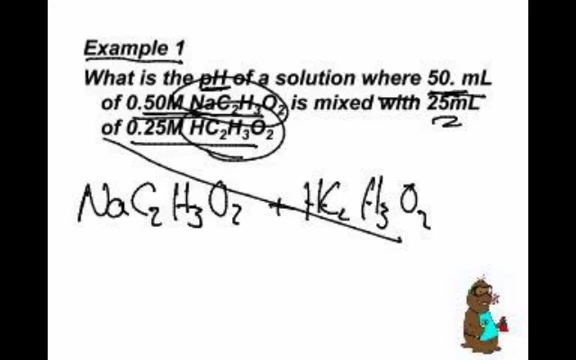 Example 1
What is the pH of a solution where 50. mL
of 0.50M NaC₂H₃O₂ is mixed with 25mL
of 0.25M HC₂H₃O₂
NaC₂H₃O₂ + HC₂H₃O₂